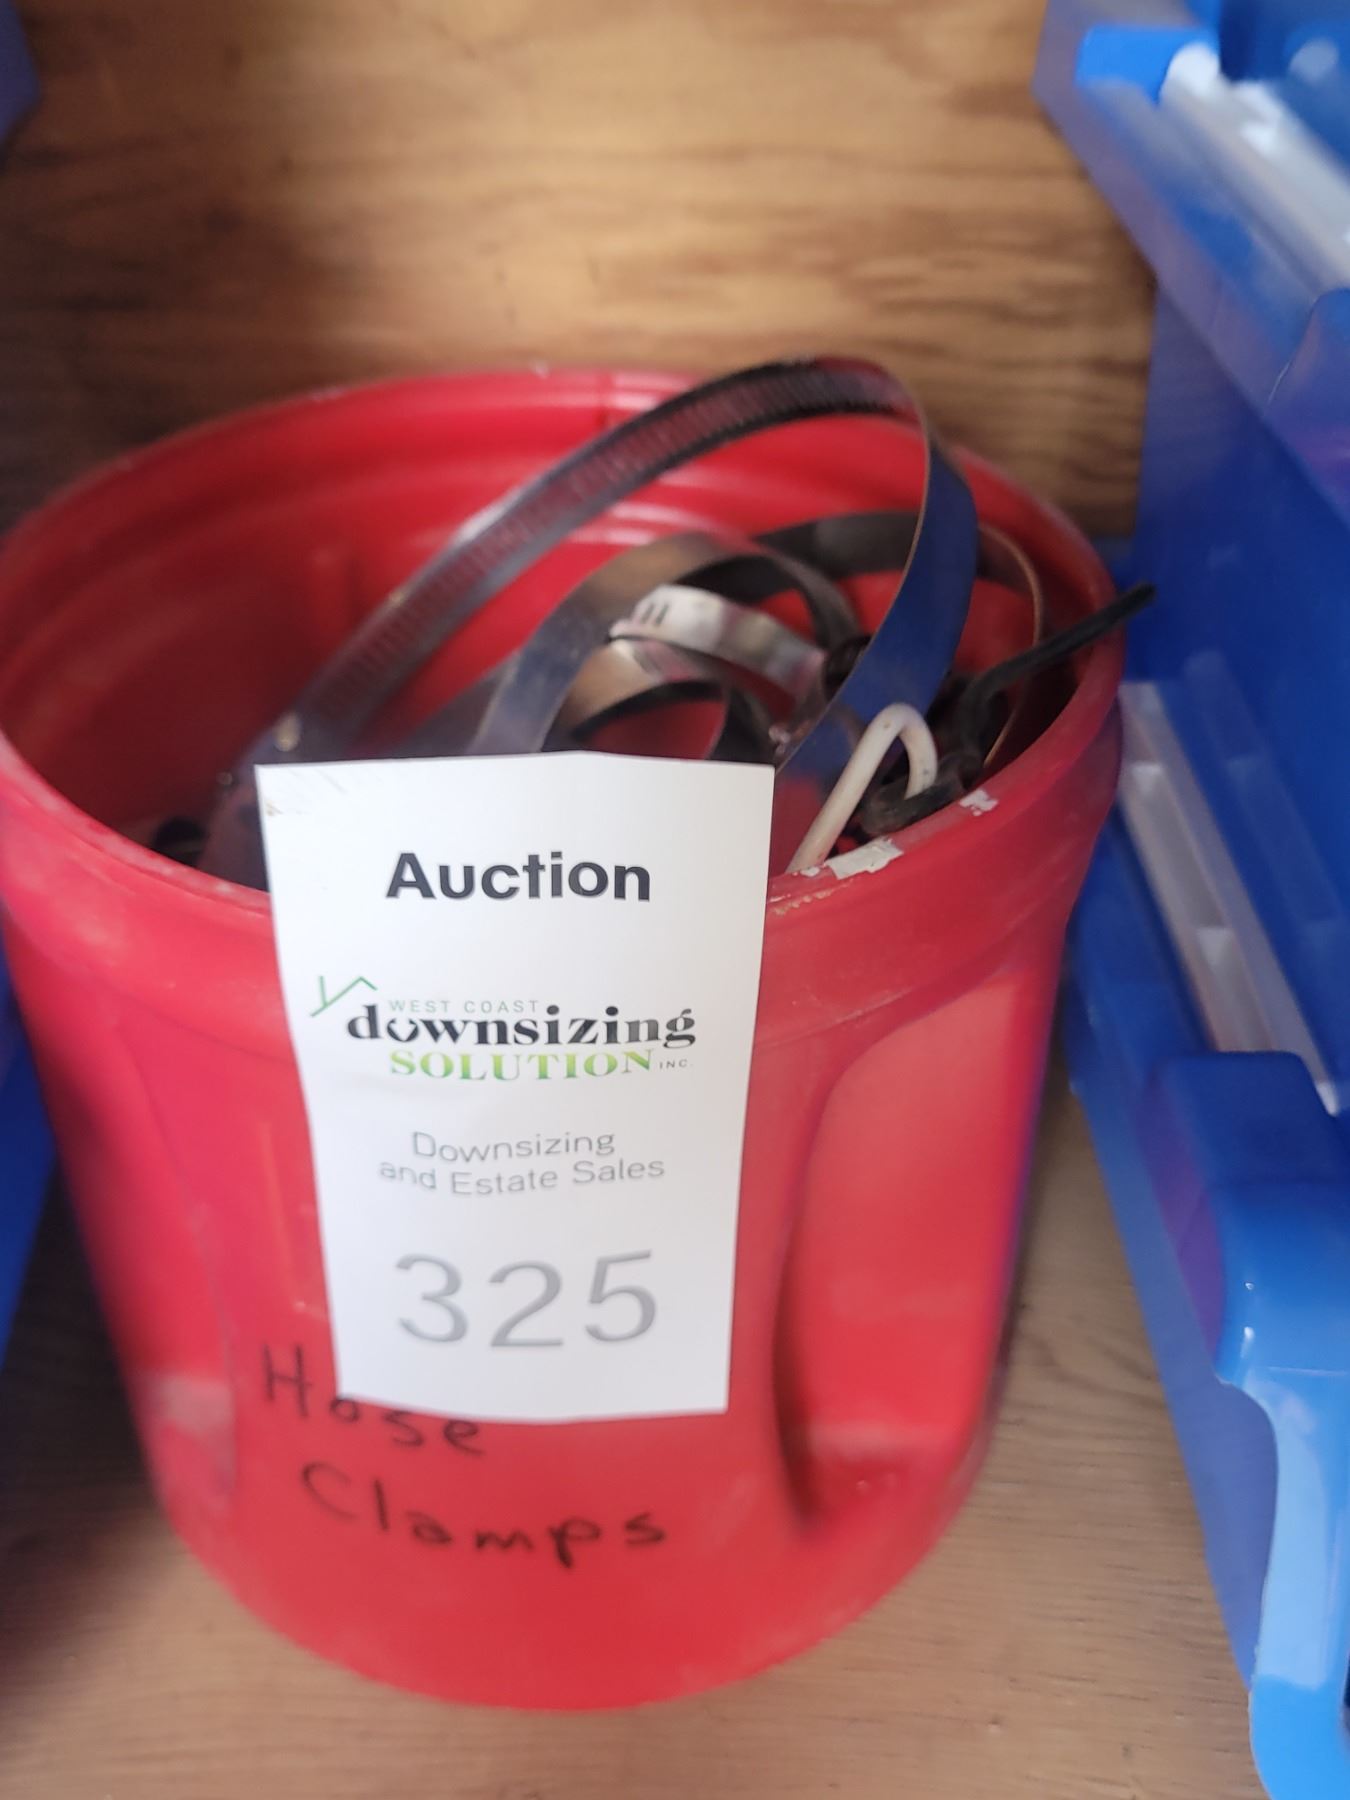 Auction
WEST COAST
downsizing
SOLUTION INC.
Downsizing
and Estate Sales
325
Hose
Clamps